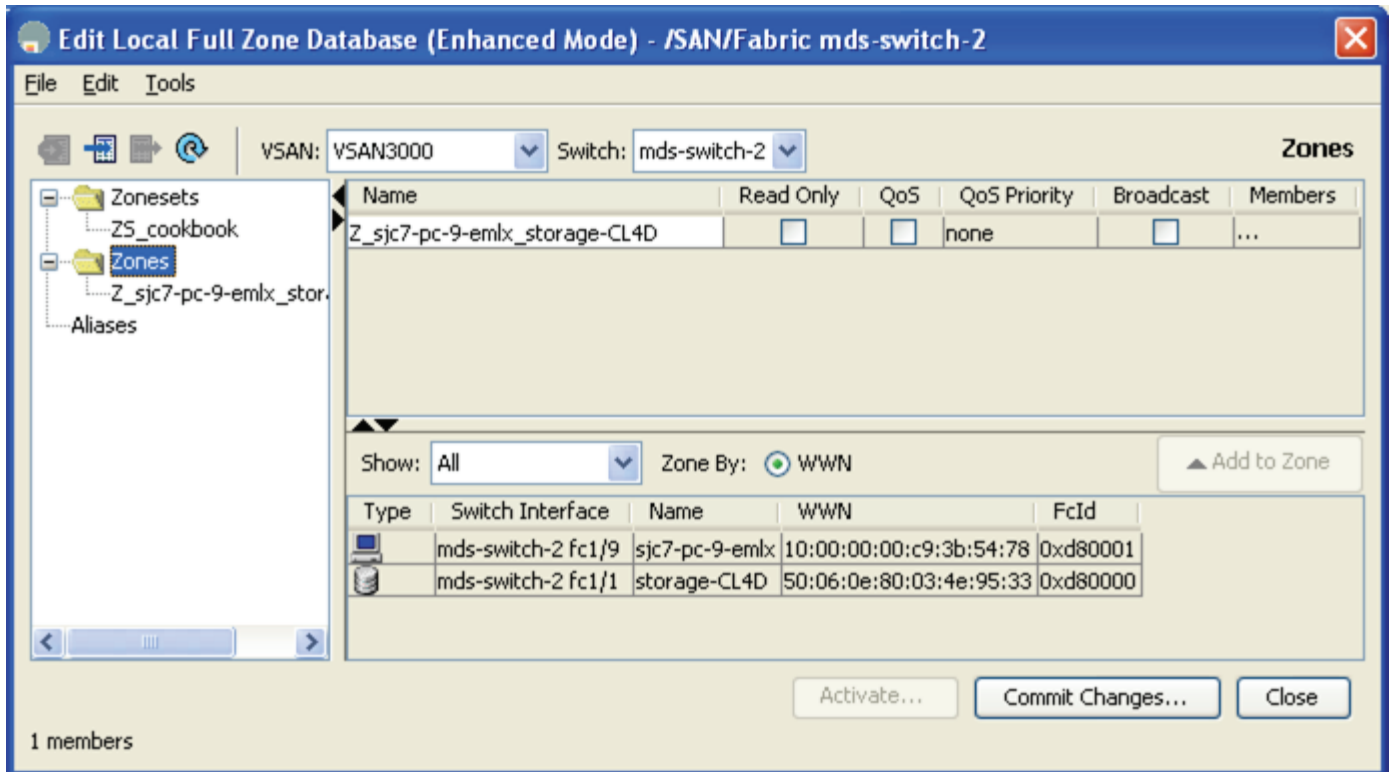 Edit Local Full Zone Database (Enhanced Mode) - /SAN/Fabric mds-switch-2
File Edit Tools
VSAN: VSAN3000 Switch: mds-switch-2 Zones
Zonesets
ZS_cookbook
Zones
Z_sjc7-pc-9-emlx_stor
Aliases
Name Read Only QoS QoS Priority Broadcast Members
Z_sjc7-pc-9-emlx_storage-CL4D none ...
Show: All Zone By: WWN Add to Zone
Type Switch Interface Name WWN FcId
mds-switch-2 fc1/9 sjc7-pc-9-emlx 10:00:00:00:c9:3b:54:78 0xd80001
mds-switch-2 fc1/1 storage-CL4D 50:06:0e:80:03:4e:95:33 0xd80000
Activate... Commit Changes... Close
1 members